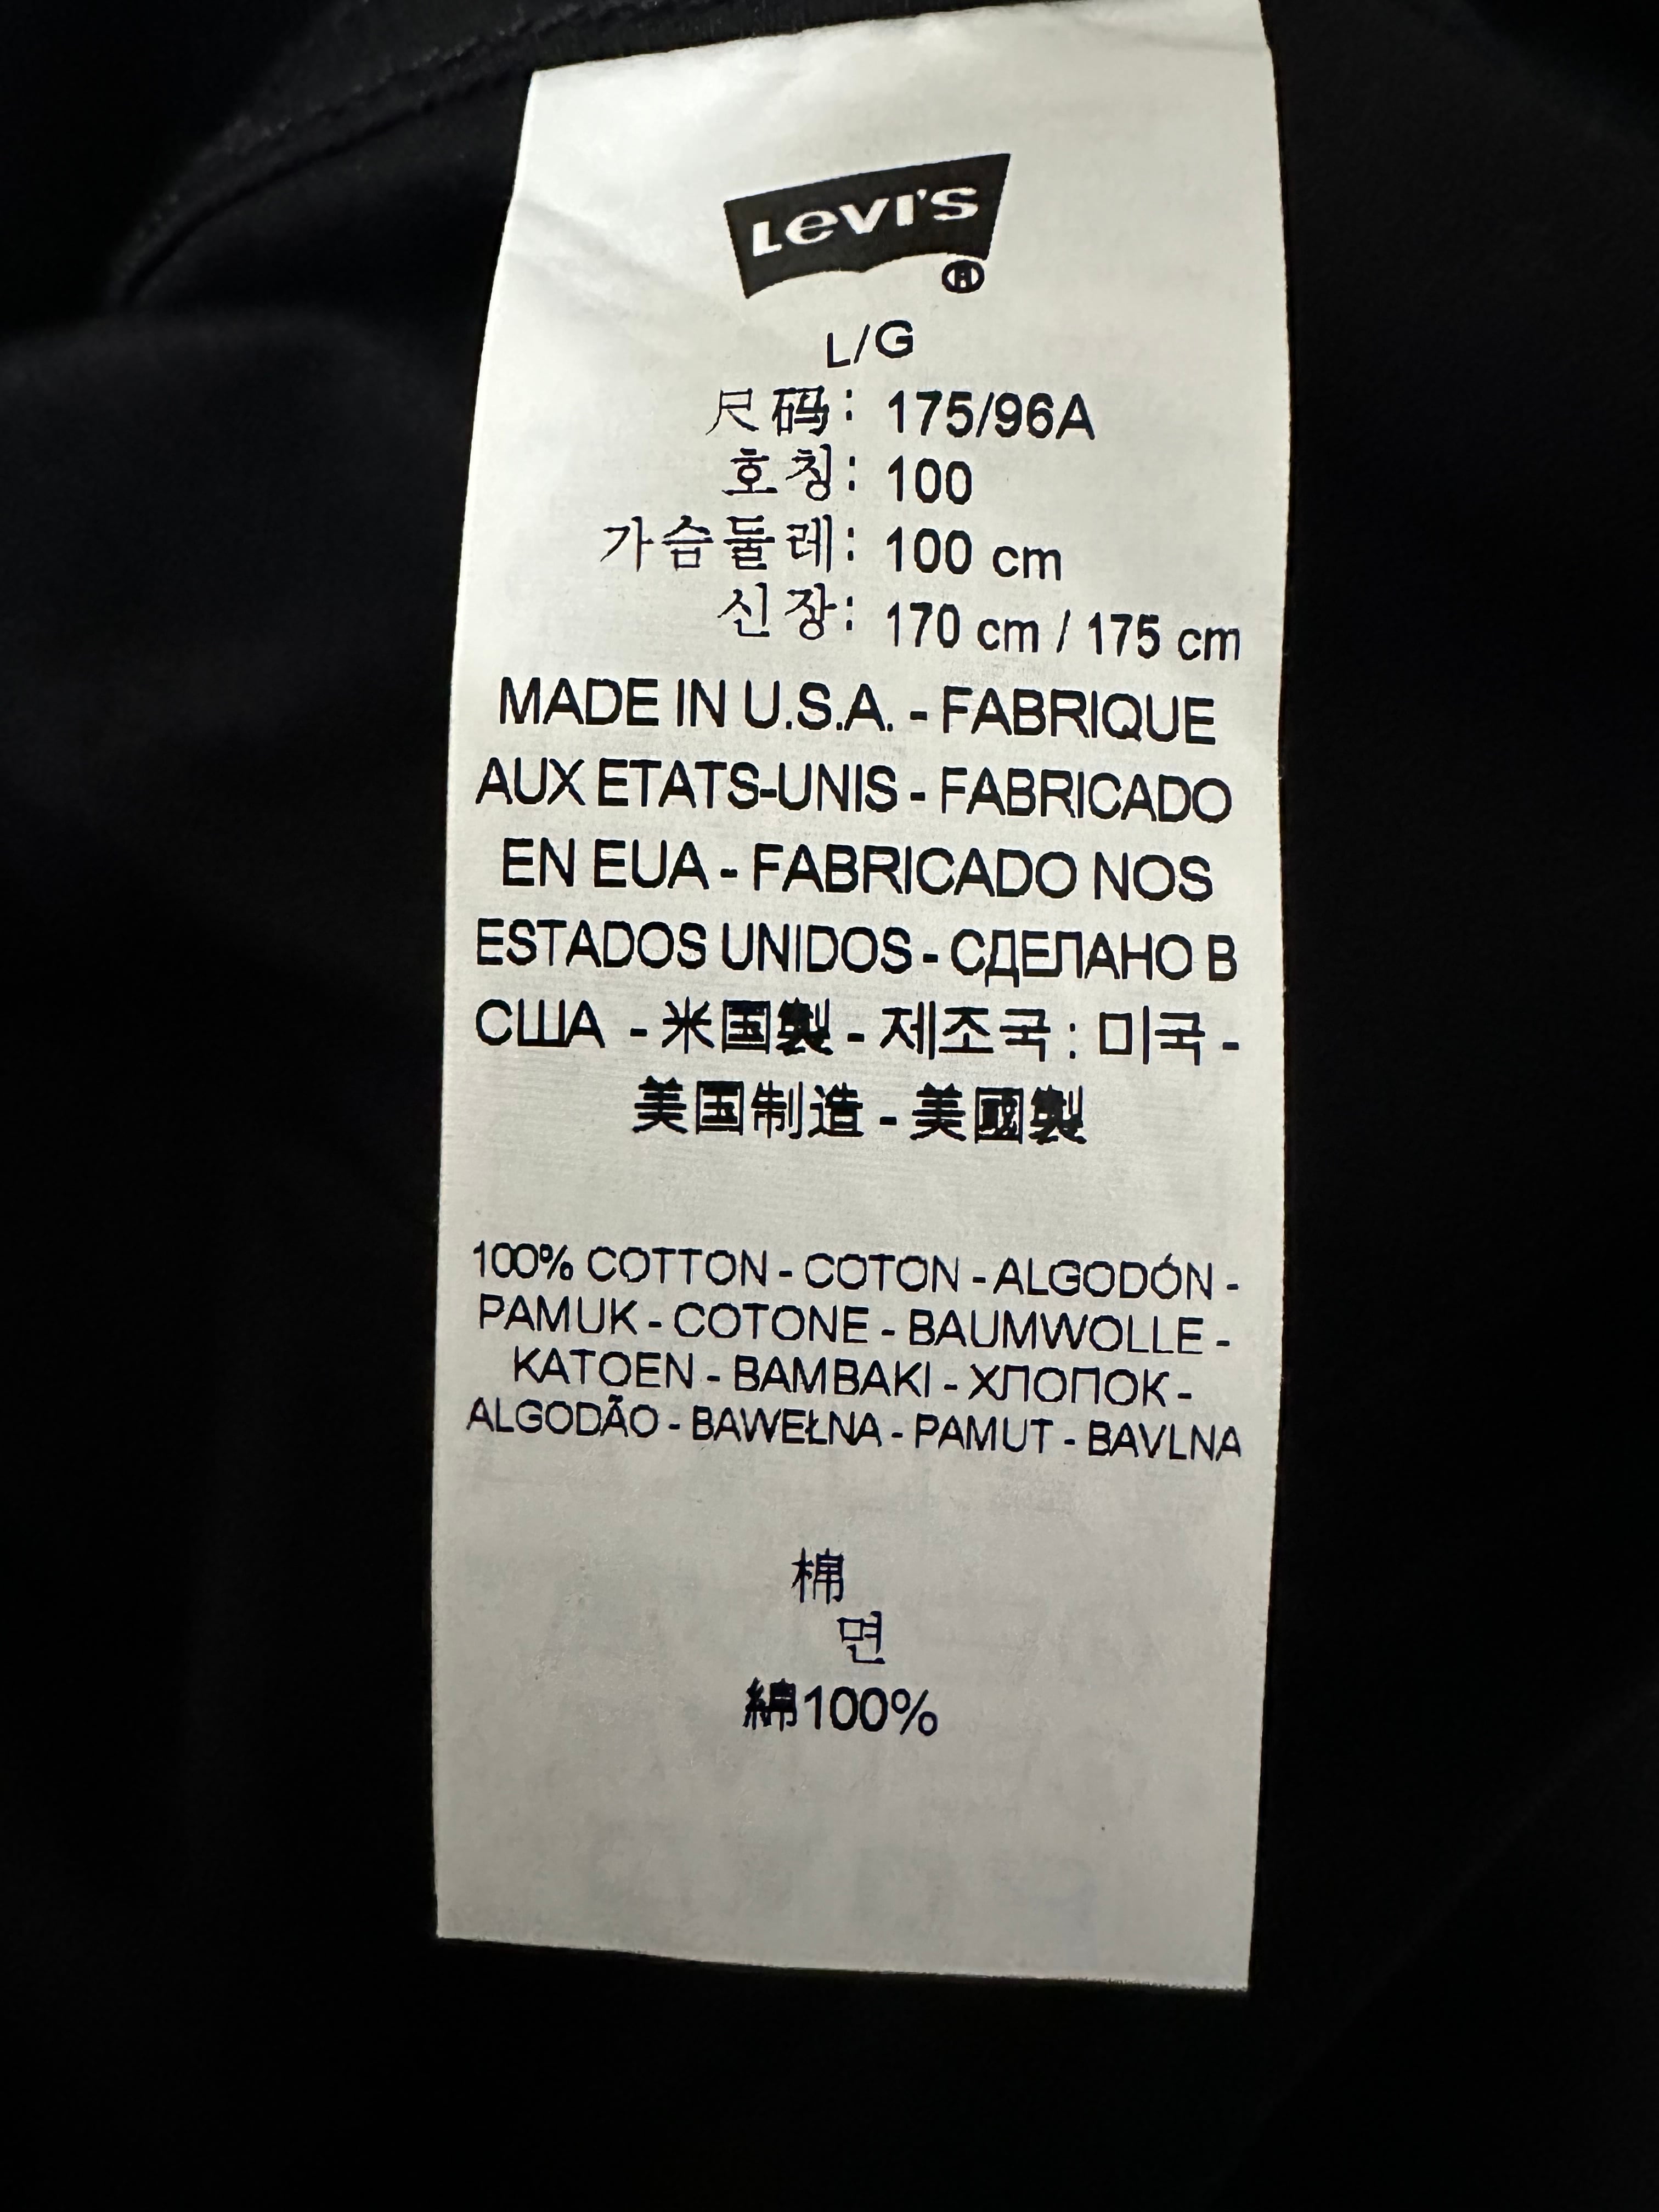 Levi's
®
L/G
尺码: 175/96A
호칭: 100
가슴둘레: 100 cm
신장: 170 cm / 175 cm
MADE IN U.S.A. - FABRIQUE
AUX ETATS-UNIS - FABRICADO
EN EUA - FABRICADO NOS
ESTADOS UNIDOS - СДЕЛАНО В
США - 米国製 - 제조국: 미국 -
美国制造 - 美國製
100% COTTON - COTON - ALGODÓN -
PAMUK - COTONE - BAUMWOLLE -
KATOEN - BAMBAKI - ХЛОПОК -
ALGODÃO - BAWEŁNA - PAMUT - BAVLNA
棉
면
綿100%